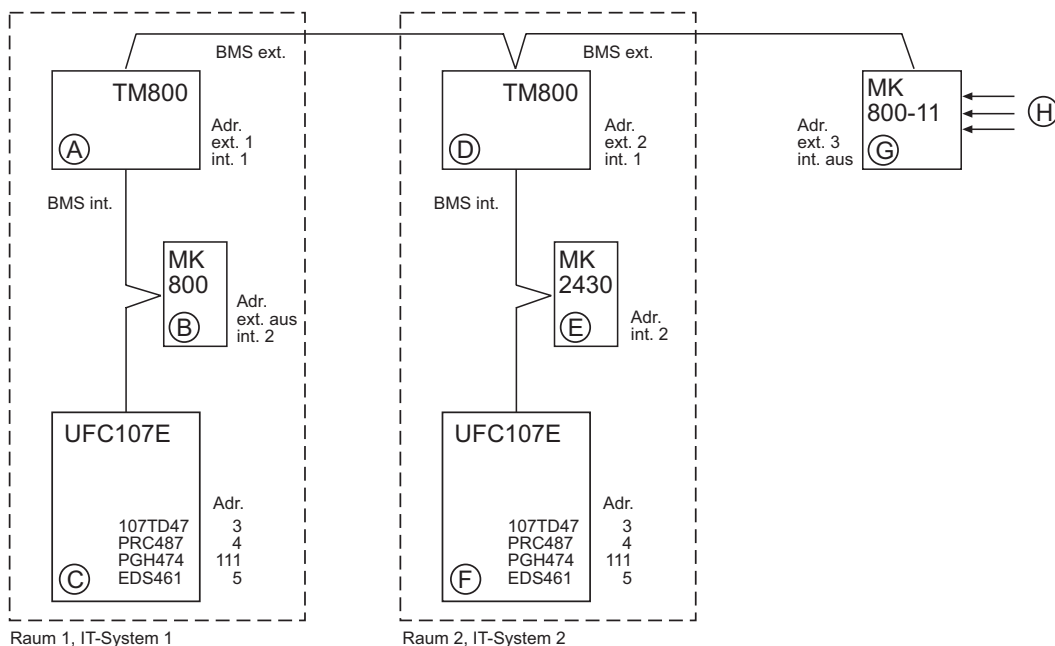 BMS ext.
BMS ext.
TM800
A
Adr.
ext. 1
int. 1
TM800
D
Adr.
ext. 2
int. 1
MK
800-11
G
Adr.
ext. 3
int. aus
H
BMS int.
MK
800
B
Adr.
ext. aus
int. 2
BMS int.
MK
2430
E
Adr.
int. 2
UFC107E
Adr.
107TD47 3
PRC487 4
PGH474 111
EDS461 5
C
UFC107E
Adr.
107TD47 3
PRC487 4
PGH474 111
EDS461 5
F
Raum 1, IT-System 1
Raum 2, IT-System 2